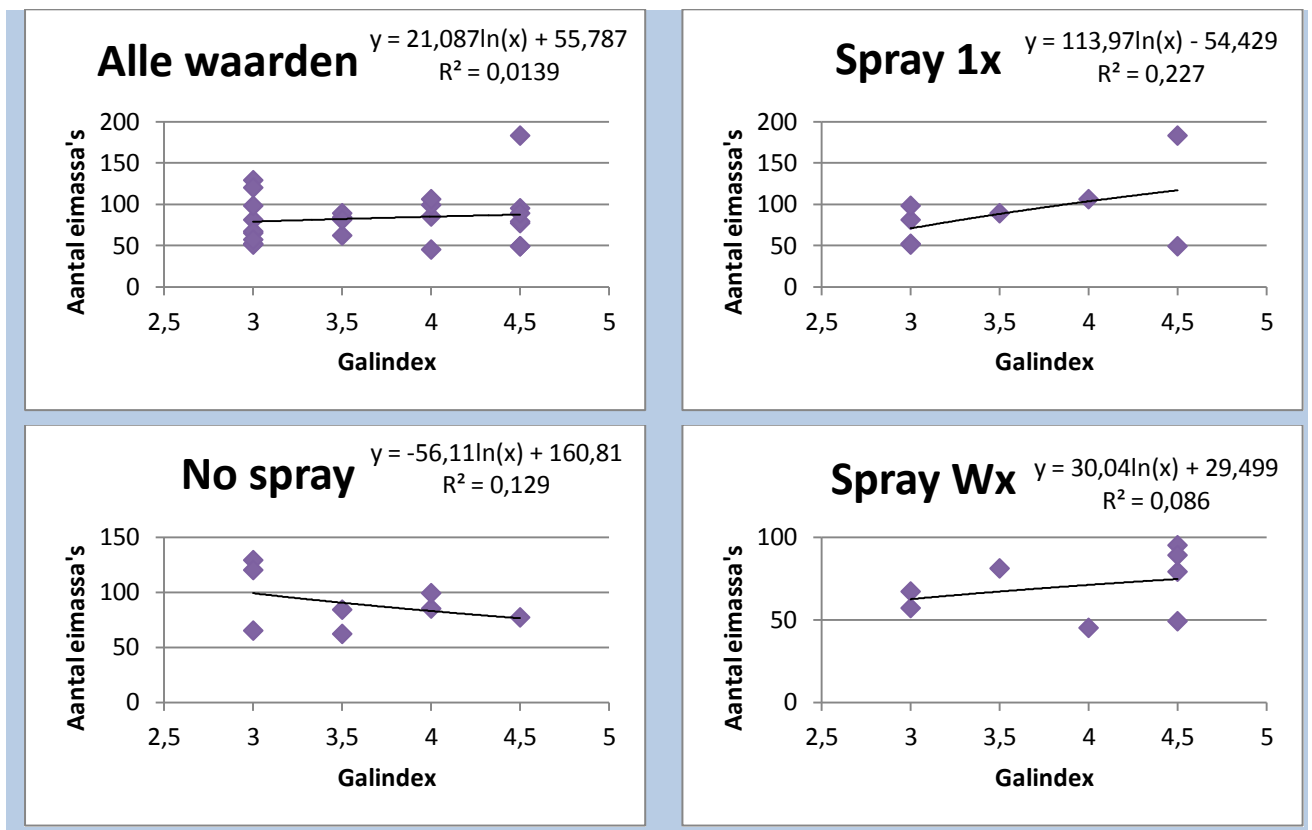 Alle waarden
y = 21,087ln(x) + 55,787
R² = 0,0139
Aantal eimassa's
200
150
100
50
0
2,5 3 3,5 4 4,5 5
Galindex
Spray 1x
y = 113,97ln(x) - 54,429
R² = 0,227
Aantal eimassa's
200
150
100
50
0
2,5 3 3,5 4 4,5 5
Galindex
No spray
y = -56,11ln(x) + 160,81
R² = 0,129
Aantal eimassa's
150
100
50
0
2,5 3 3,5 4 4,5 5
Galindex
Spray Wx
y = 30,04ln(x) + 29,499
R² = 0,086
Aantal eimassa's
100
50
0
2,5 3 3,5 4 4,5 5
Galindex